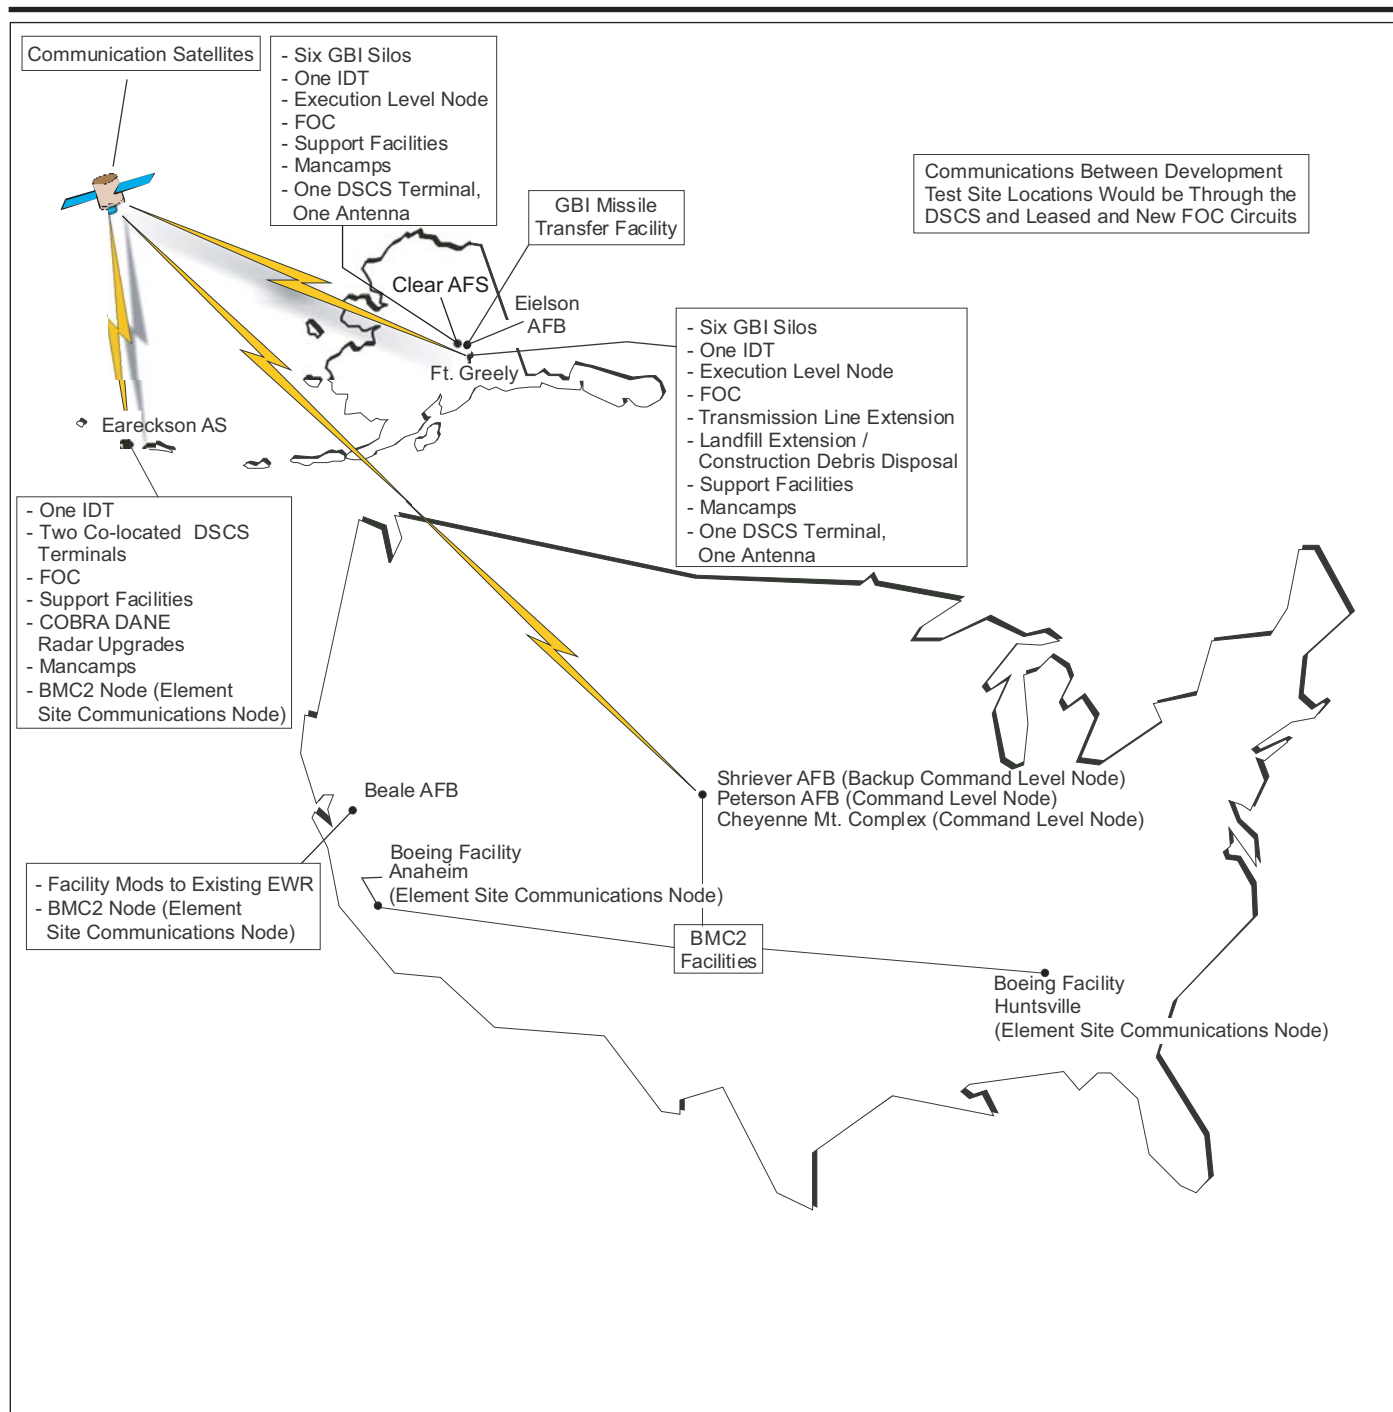 Communication Satellites
- Six GBI Silos
- One IDT
- Execution Level Node
- FOC
- Support Facilities
- Mancamps
- One DSCS Terminal,
One Antenna
GBI Missile
Transfer Facility
Communications Between Development
Test Site Locations Would be Through the
DSCS and Leased and New FOC Circuits
Clear AFS
Eielson
AFB
Ft. Greely
- Six GBI Silos
- One IDT
- Execution Level Node
- FOC
- Transmission Line Extension
- Landfill Extension /
Construction Debris Disposal
- Support Facilities
- Mancamps
- One DSCS Terminal,
One Antenna
Eareckson AS
- One IDT
- Two Co-located DSCS
Terminals
- FOC
- Support Facilities
- COBRA DANE
Radar Upgrades
- Mancamps
- BMC2 Node (Element
Site Communications Node)
Shriever AFB (Backup Command Level Node)
Peterson AFB (Command Level Node)
Cheyenne Mt. Complex (Command Level Node)
Beale AFB
- Facility Mods to Existing EWR
- BMC2 Node (Element
Site Communications Node)
Boeing Facility
Anaheim
(Element Site Communications Node)
BMC2
Facilities
Boeing Facility
Huntsville
(Element Site Communications Node)